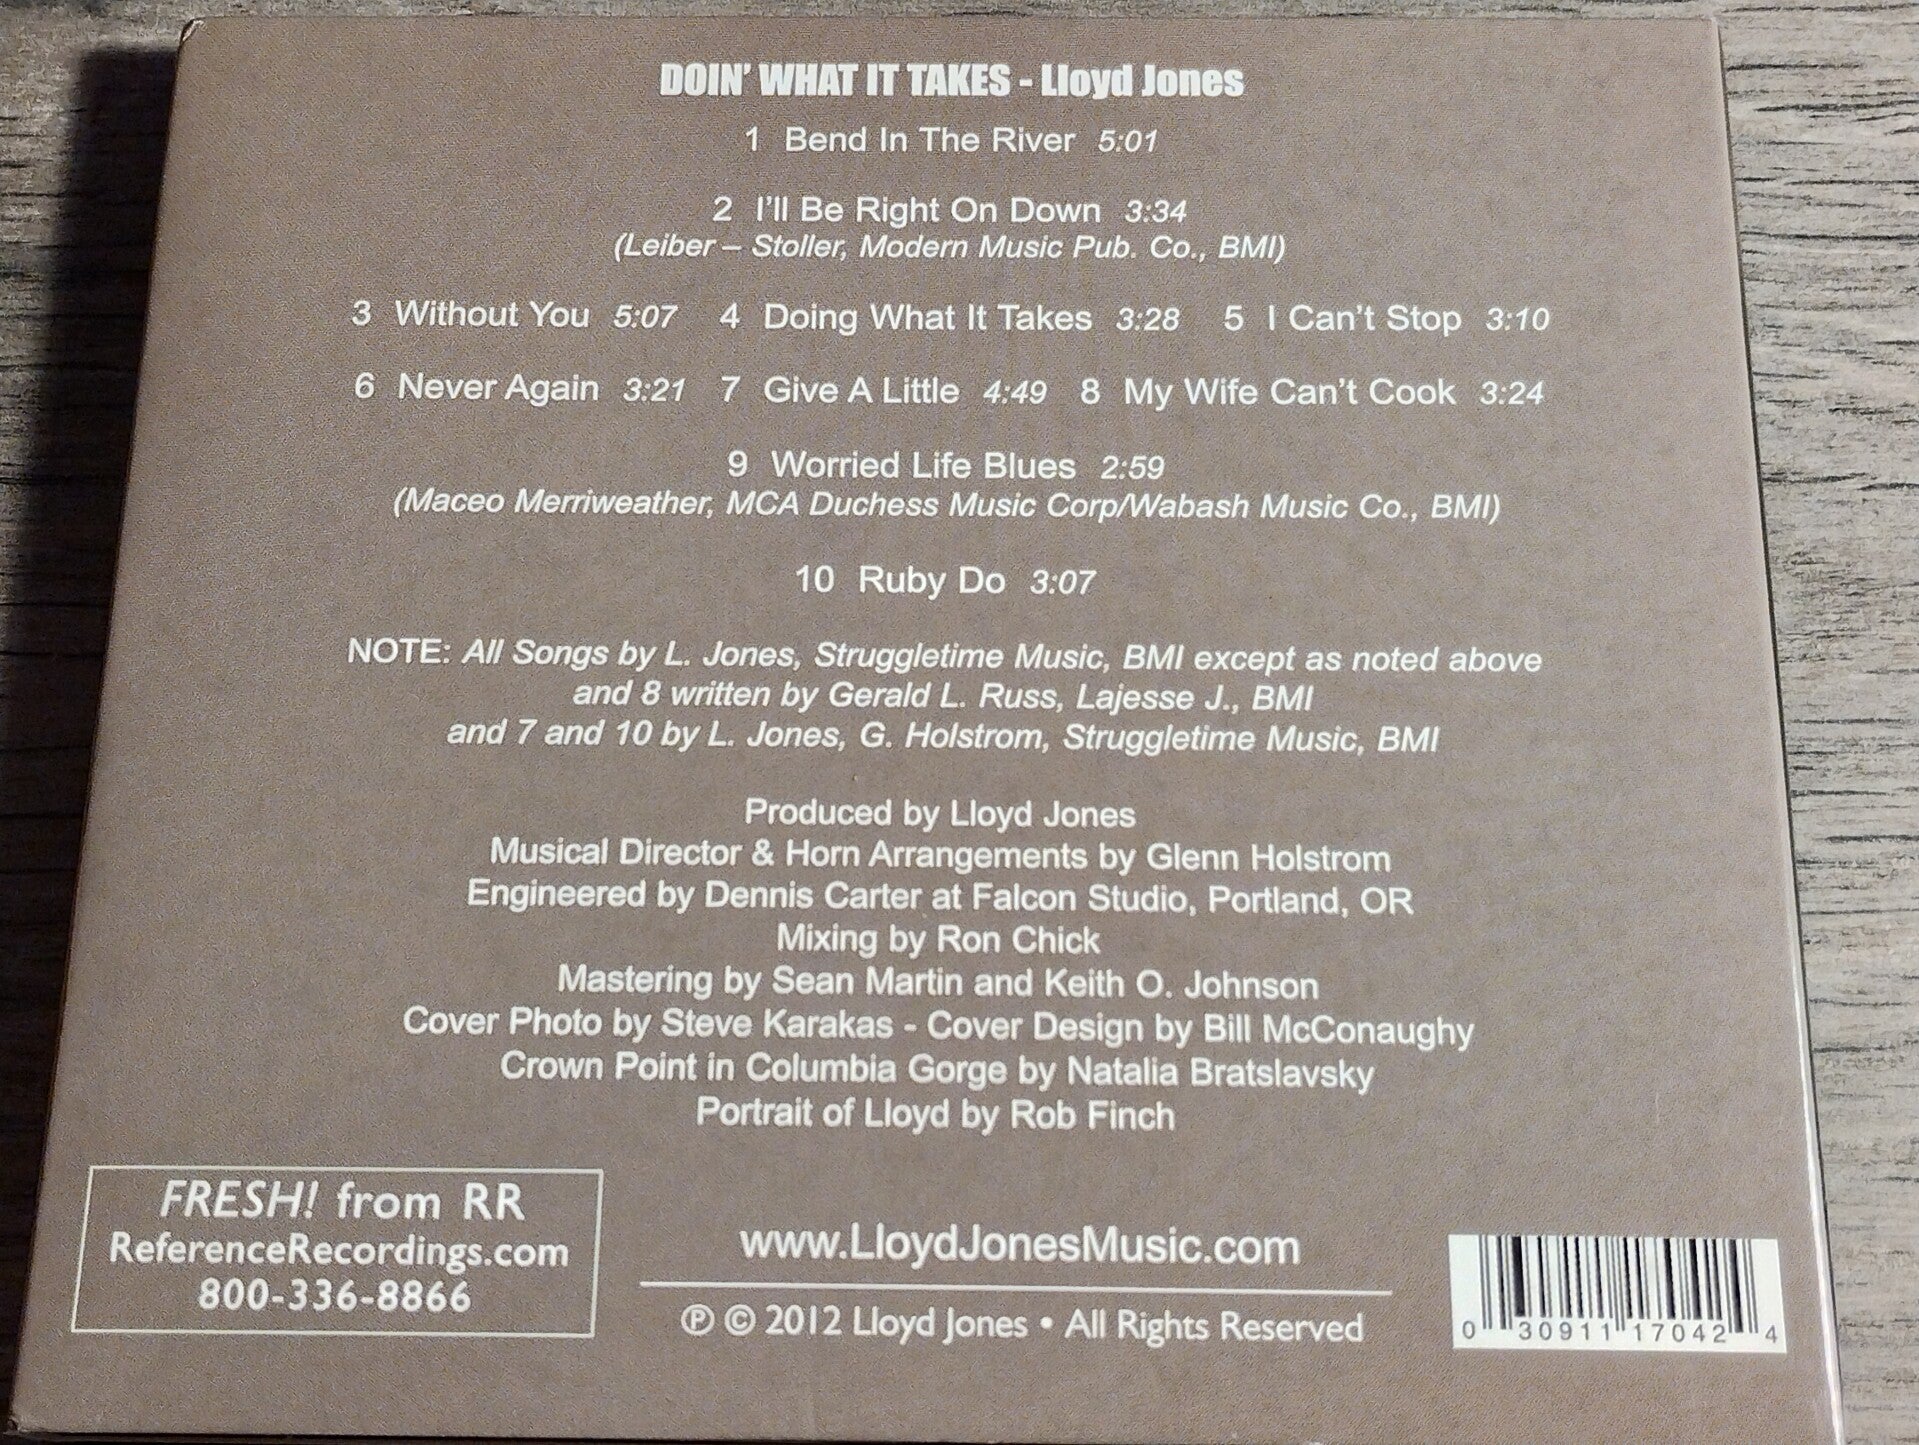 DOIN' WHAT IT TAKES - Lloyd Jones
1 Bend In The River 5:01
2 I'll Be Right On Down 3:34
(Leiber – Stoller, Modern Music Pub. Co., BMI)
3 Without You 5:07 4 Doing What It Takes 3:28 5 I Can't Stop 3:10
6 Never Again 3:21 7 Give A Little 4:49 8 My Wife Can't Cook 3:24
9 Worried Life Blues 2:59
(Maceo Merriweather, MCA Duchess Music Corp/Wabash Music Co., BMI)
10 Ruby Do 3:07
NOTE: All Songs by L. Jones, Struggletime Music, BMI except as noted above
and 8 written by Gerald L. Russ, Lajesse J., BMI
and 7 and 10 by L. Jones, G. Holstrom, Struggletime Music, BMI
Produced by Lloyd Jones
Musical Director & Horn Arrangements by Glenn Holstrom
Engineered by Dennis Carter at Falcon Studio, Portland, OR
Mixing by Ron Chick
Mastering by Sean Martin and Keith O. Johnson
Cover Photo by Steve Karakas - Cover Design by Bill McConaughy
Crown Point in Columbia Gorge by Natalia Bratslavsky
Portrait of Lloyd by Rob Finch
FRESH! from RR
ReferenceRecordings.com
800-336-8866
www.LloydJonesMusic.com
℗ © 2012 Lloyd Jones • All Rights Reserved
0 30911 17042 4